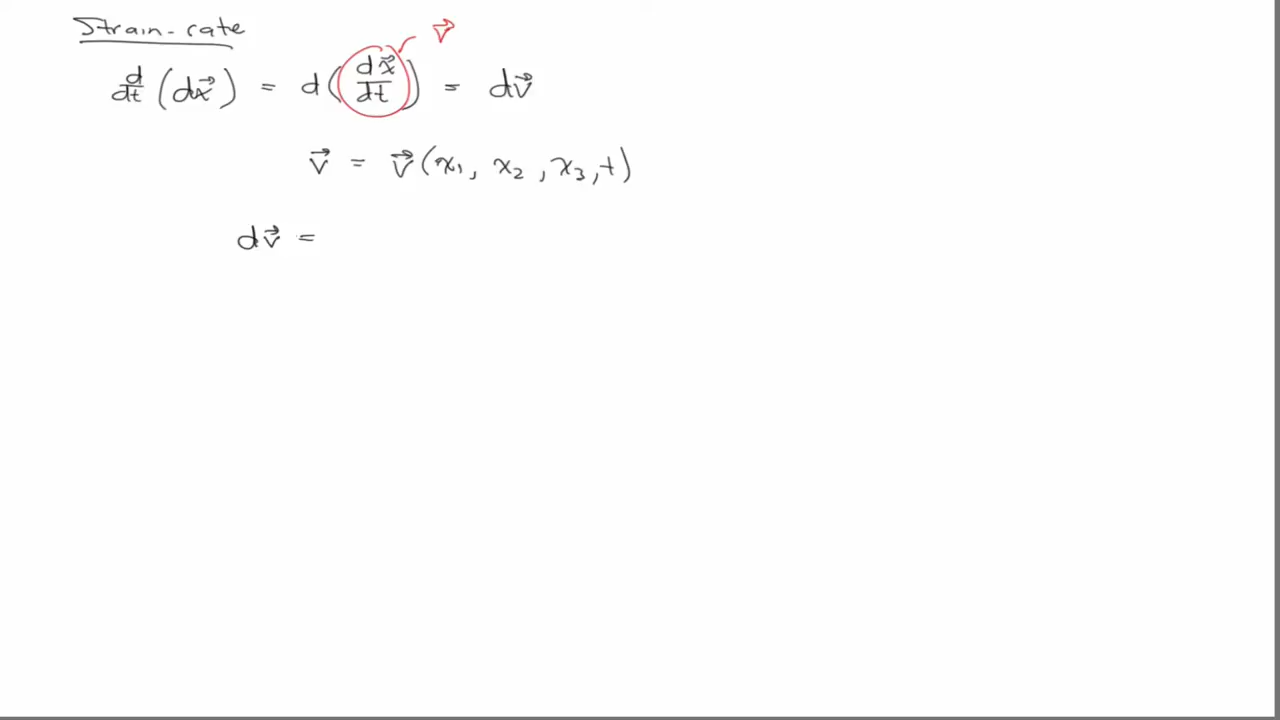 Strain-rate
d/dt (dx⃗) = d(dx⃗/dt) = dv⃗
v⃗
v⃗ = v⃗(x₁, x₂, x₃, t)
dv⃗ =